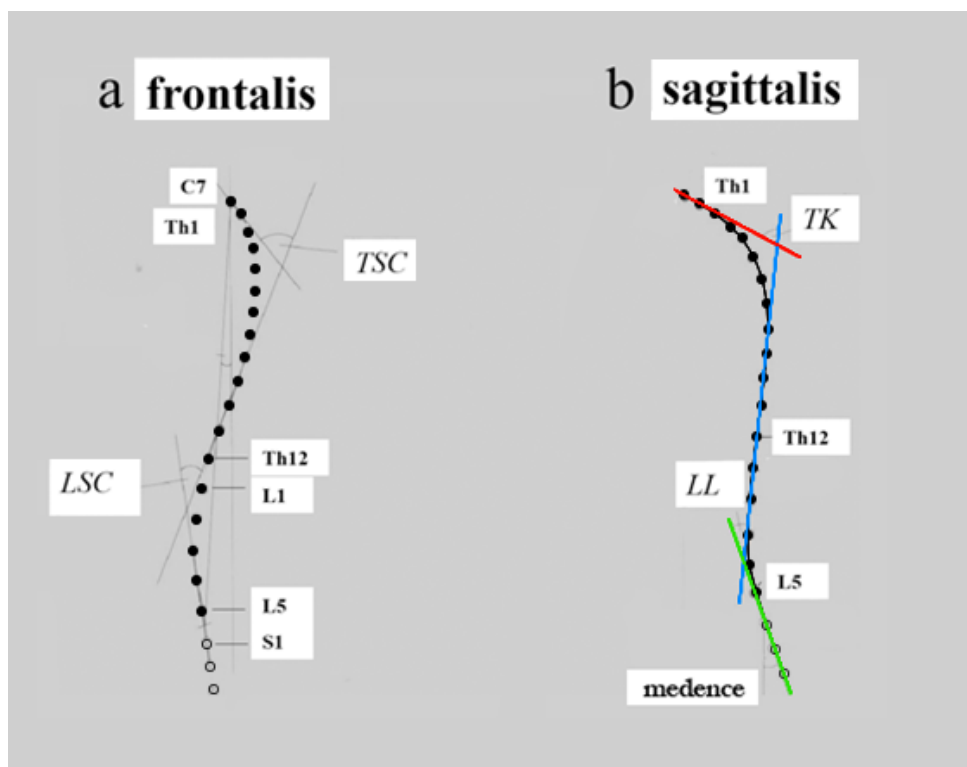 a frontalis
C7
Th1
TSC
LSC
Th12
L1
L5
S1
b sagittalis
Th1
TK
Th12
LL
L5
medence